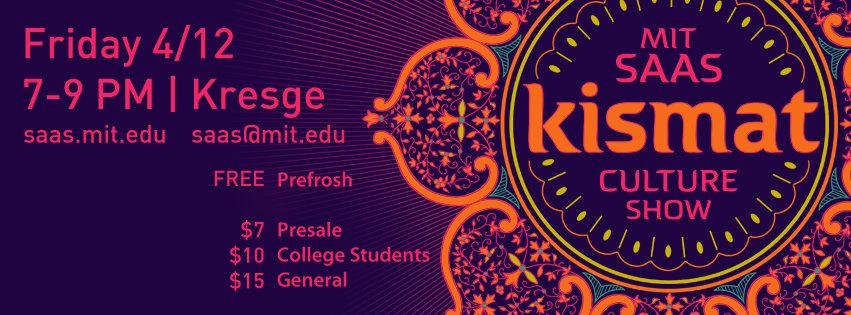 Friday 4/12
7-9 PM | Kresge
saas.mit.edu saas@mit.edu
FREE Prefrosh
$7 Presale
$10 College Students
$15 General
MIT
SAAS
kismat
CULTURE
SHOW